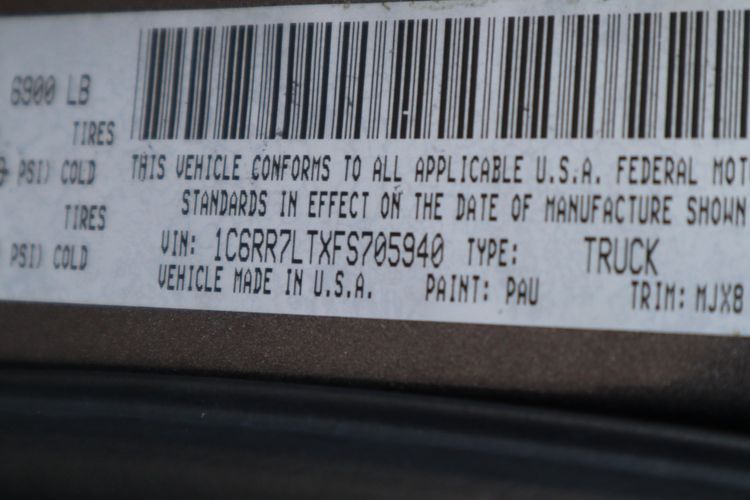 6900 LB
TIRES
PSI) COLD
TIRES
PSI) COLD
THIS VEHICLE CONFORMS TO ALL APPLICABLE U.S.A. FEDERAL MOT
STANDARDS IN EFFECT ON THE DATE OF MANUFACTURE SHOWN
VIN: 1C6RR7LTXFS705940 TYPE: TRUCK
VEHICLE MADE IN U.S.A. PAINT: PAU TRIM: MJX8